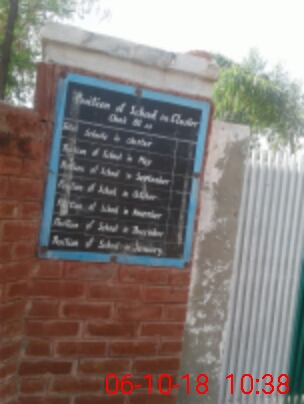 Position of School in Cluster
Total Schools in cluster
Position of School in May
Position of School in September
Position of School in October
Position of School in November
Position of School in December
Position of School in January
06-10-18 10:38